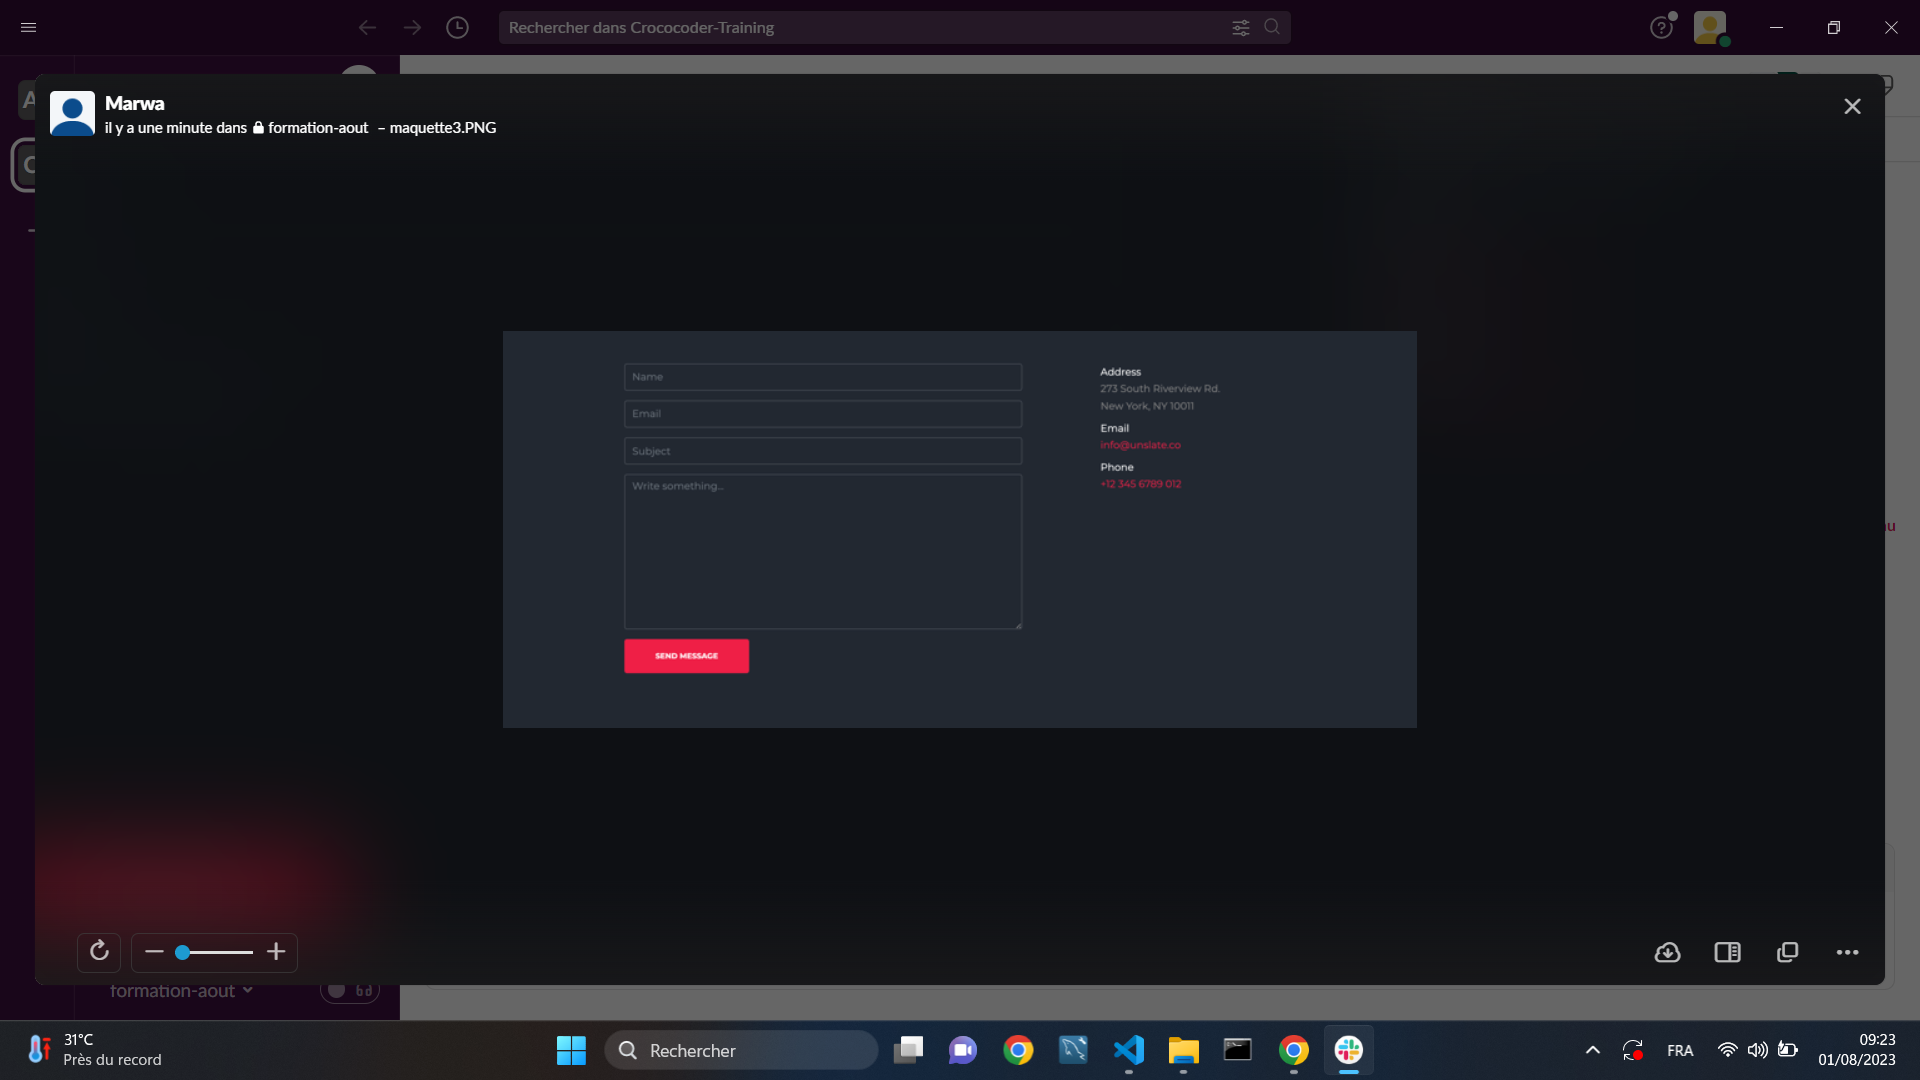 Rechercher dans Crococoder-Training
Marwa
il y a une minute dans formation-aout – maquette3.PNG
Name
Email
Subject
Write something...
SEND MESSAGE
Address
273 South Riverview Rd.
New York, NY 10011
Email
info@unslate.co
Phone
+12 345 6789 012
formation-aout
31°C
Près du record
Rechercher
FRA
09:23
01/08/2023